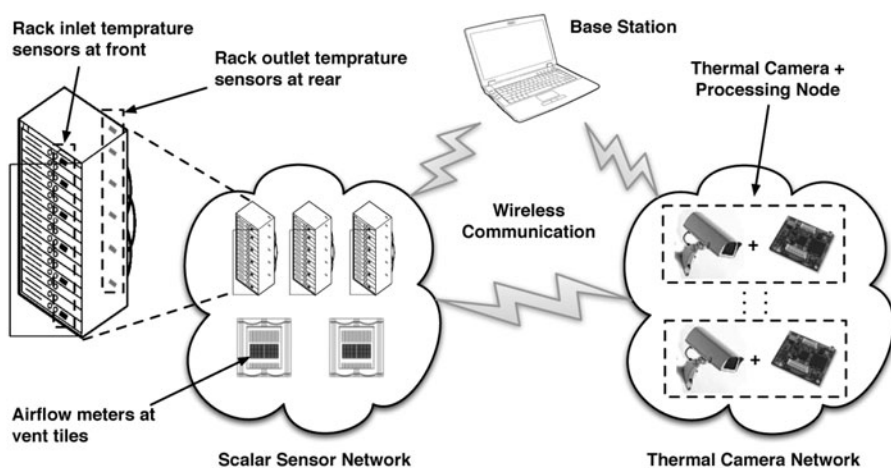 Rack inlet temprature
sensors at front
Rack outlet temprature
sensors at rear
Base Station
Thermal Camera +
Processing Node
Wireless
Communication
+
+
Airflow meters at
vent tiles
Scalar Sensor Network
Thermal Camera Network